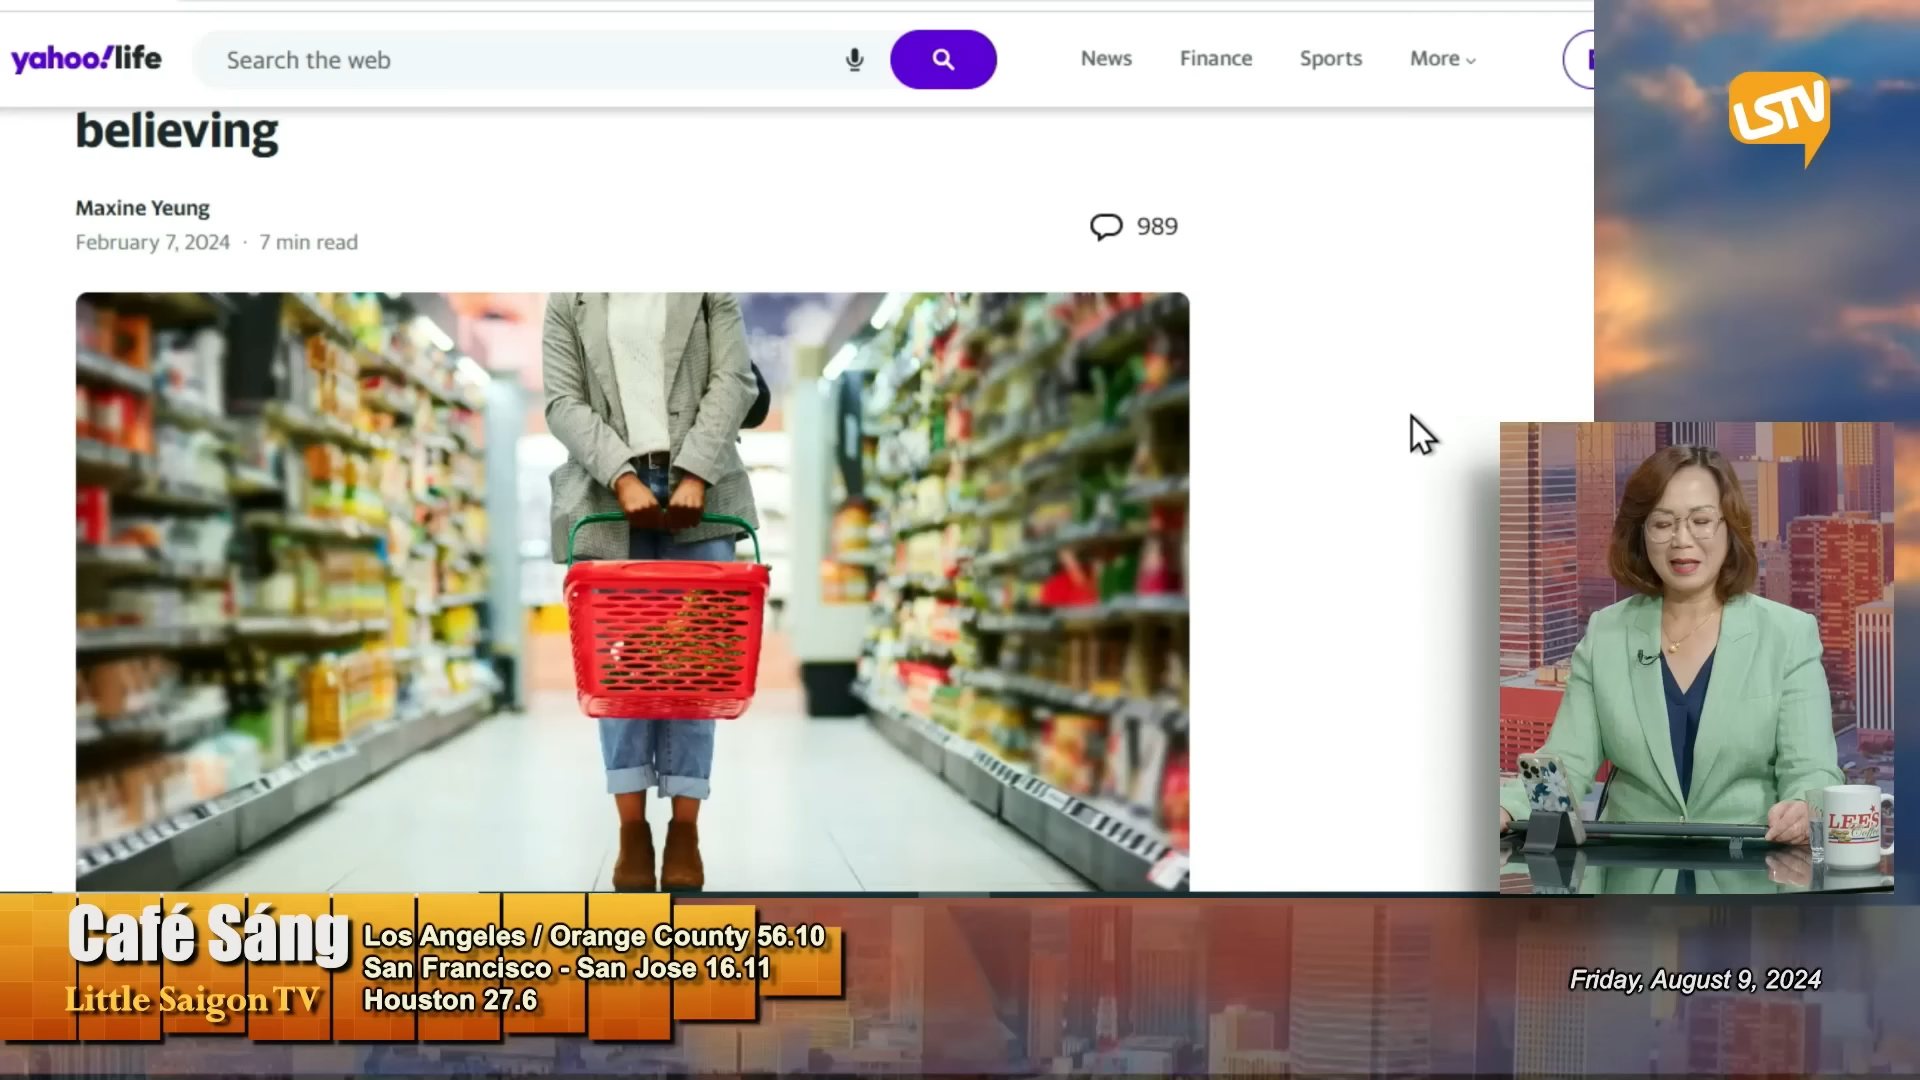 yahoo!life
Search the web
News
Finance
Sports
More
LSTV
believing
Maxine Yeung
February 7, 2024 · 7 min read
989
LEE'S
Coffee
Café Sáng
Little Saigon TV
Los Angeles / Orange County 56.10
San Francisco - San Jose 16.11
Houston 27.6
Friday, August 9, 2024